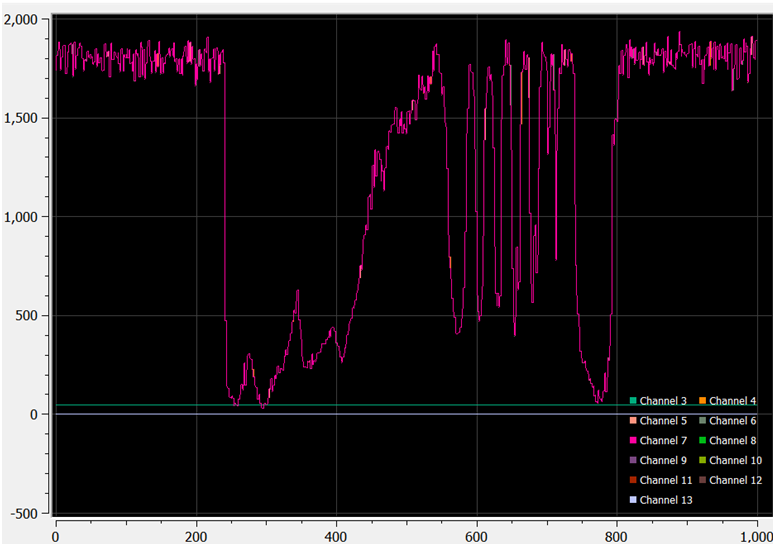 2,000
1,500
1,000
500
0
-500
Channel 3 Channel 4
Channel 5 Channel 6
Channel 7 Channel 8
Channel 9 Channel 10
Channel 11 Channel 12
Channel 13
0 200 400 600 800 1,000